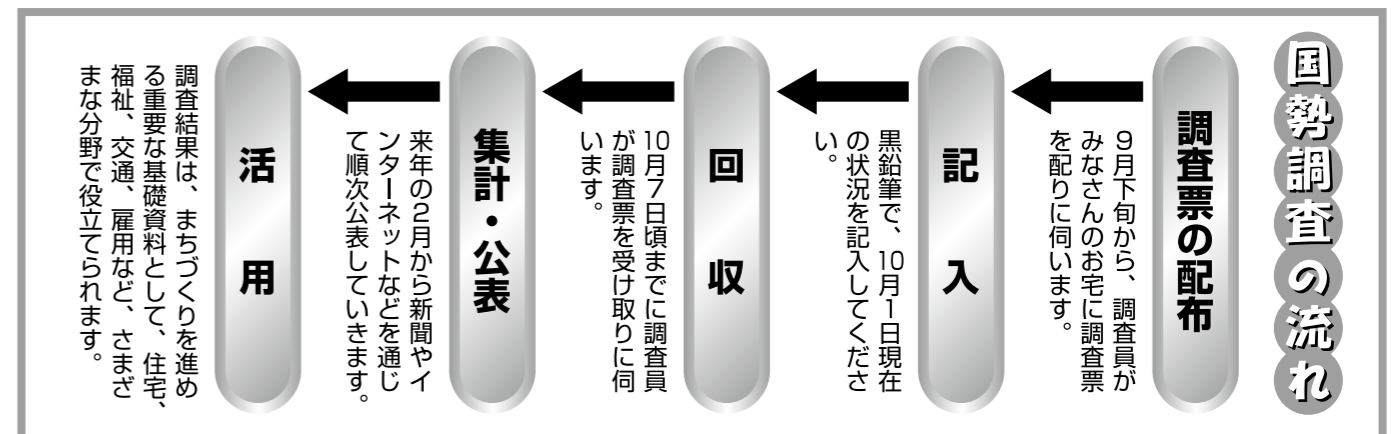 国勢調査の流れ
調査票の配布
９月下旬から、調査員が
みなさんのお宅に調査票
を配りに伺います。
記入
黒鉛筆で、10月１日現在
の状況を記入してくださ
い。
回収
10月７日頃までに調査員
が調査票を受け取りに伺
います。
集計・公表
来年の２月から新聞やイ
ンターネットなどを通じ
て順次公表していきます。
活用
調査結果は、まちづくりを進め
る重要な基礎資料として、住宅、
福祉、交通、雇用など、さまざ
まな分野で役立てられます。